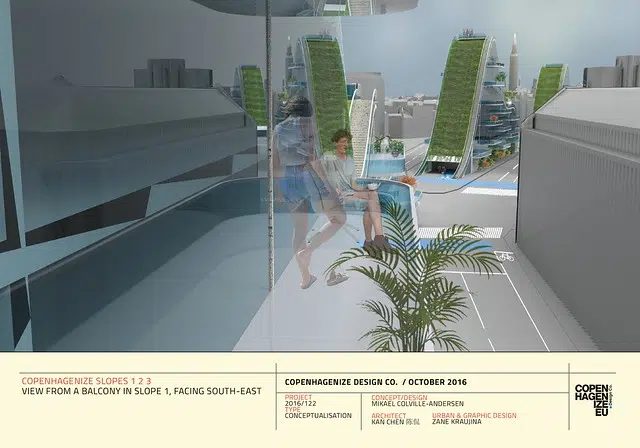 COPENHAGENIZE SLOPES 1 2 3
VIEW FROM A BALCONY IN SLOPE 1, FACING SOUTH-EAST
COPENHAGENIZE DESIGN CO. / OCTOBER 2016
PROJECT
2016/122
TYPE
CONCEPTUALISATION
CONCEPT/DESIGN
MIKAEL COLVILLE-ANDERSEN
ARCHITECT
KAN CHEN 陈侃
URBAN & GRAPHIC DESIGN
ZANE KRAUJINA
COPEN
HAGEN
IZE
.EU